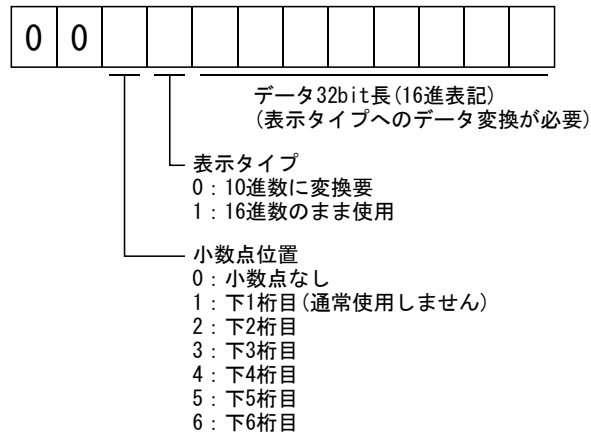 0 0
データ32bit長(16進表記)
(表示タイプへのデータ変換が必要)
表示タイプ
0：10進数に変換要
1：16進数のまま使用
小数点位置
0：小数点なし
1：下1桁目(通常使用しません)
2：下2桁目
3：下3桁目
4：下4桁目
5：下5桁目
6：下6桁目